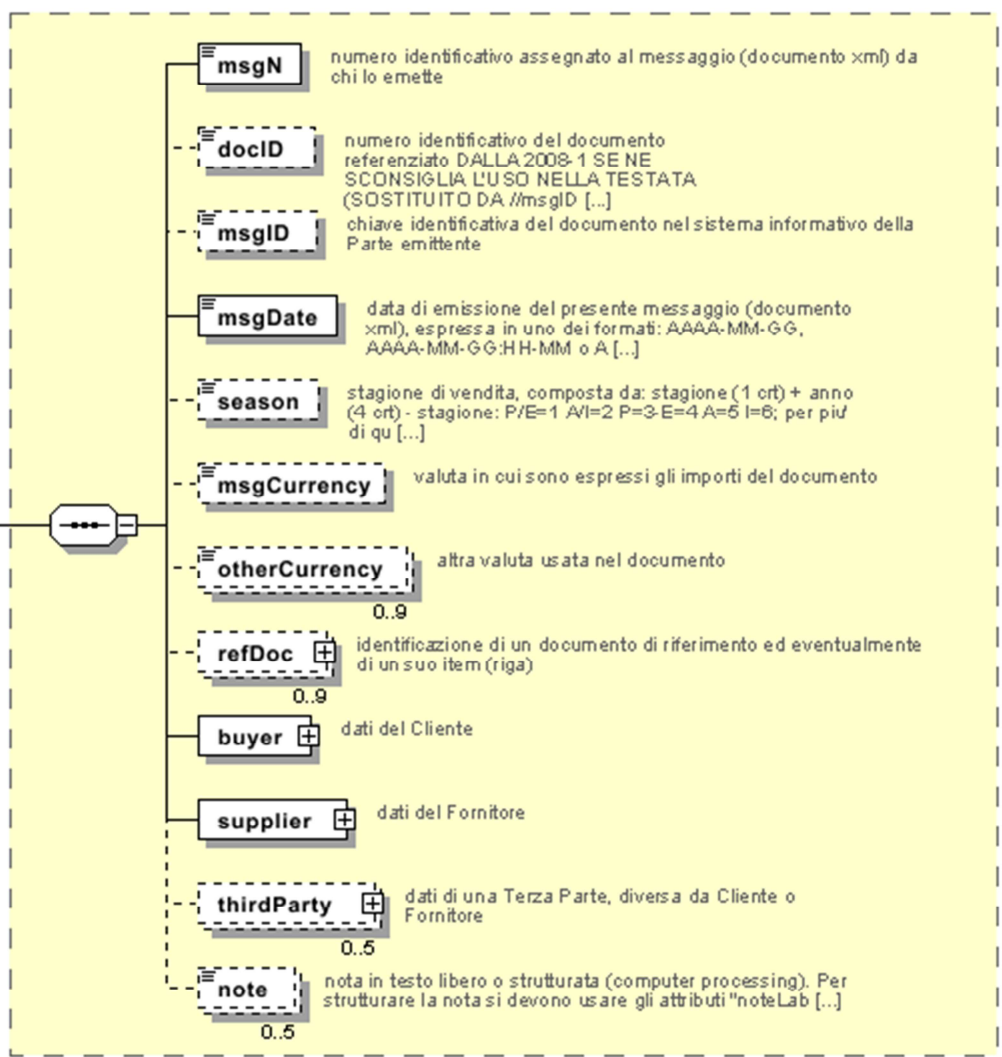 msgN
numero identificativo assegnato al messaggio (documento xml) da
chi lo emette
docID
numero identificativo del documento
referenziato DALLA 2008-1 SE NE
SCONSIGLIA L'USO NELLA TESTATA
(SOSTITUITO DA //msgID [...]
msgID
chiave identificativa del documento nel sistema informativo della
Parte emittente
msgDate
data di emissione del presente messaggio (documento
xml), espressa in uno dei formati: AAAA-MM-GG,
AAAA-MM-GG:HH-MM o A [...]
season
stagione di vendita, composta da: stagione (1 crt) + anno
(4 crt) - stagione: P/E=1 A/I=2 P=3-E=4 A=5 I=6; per piu'
di qu [...]
msgCurrency
valuta in cui sono espressi gli importi del documento
otherCurrency
altra valuta usata nel documento
0..9
refDoc
identificazione di un documento di riferimento ed eventualmente
di un suo item (riga)
0..9
buyer
dati del Cliente
supplier
dati del Fornitore
thirdParty
dati di una Terza Parte, diversa da Cliente o
Fornitore
0..5
note
nota in testo libero o strutturata (computer processing). Per
strutturare la nota si devono usare gli attributi "noteLab [...]
0..5